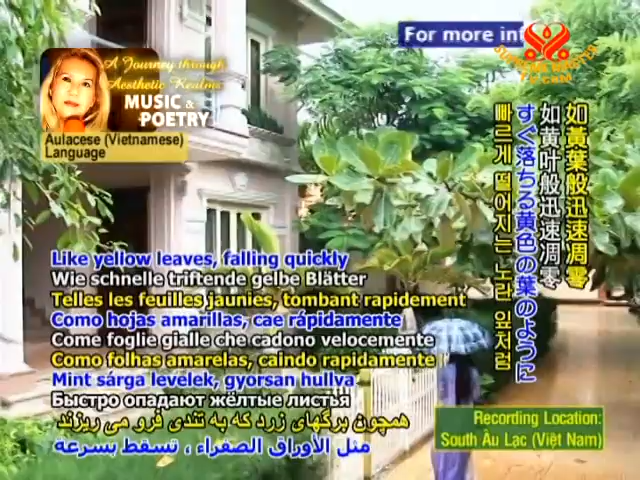 For more in
SUPREME MASTER
TV.com
A Journey through
Aesthetic Realms
MUSIC &
POETRY
Aulacese (Vietnamese)
Language
如黃葉般迅速凋零
如黄叶般迅速凋零
すぐ落ちる黄色の葉のように
빠르게 떨어지는 노란 잎처럼
Like yellow leaves, falling quickly
Wie schnelle triftende gelbe Blätter
Telles les feuilles jaunies, tombant rapidement
Como hojas amarillas, cae rápidamente
Come foglie gialle che cadono velocemente
Como folhas amarelas, caindo rapidamente
Mint sárga levelek, gyorsan hullva
Быстро опадают жёлтые листья
همچون برگهای زرد که به تندی فرو می ریزند
مثل الأوراق الصفراء ، تسقط بسرعة
Recording Location:
South Âu Lạc (Việt Nam)